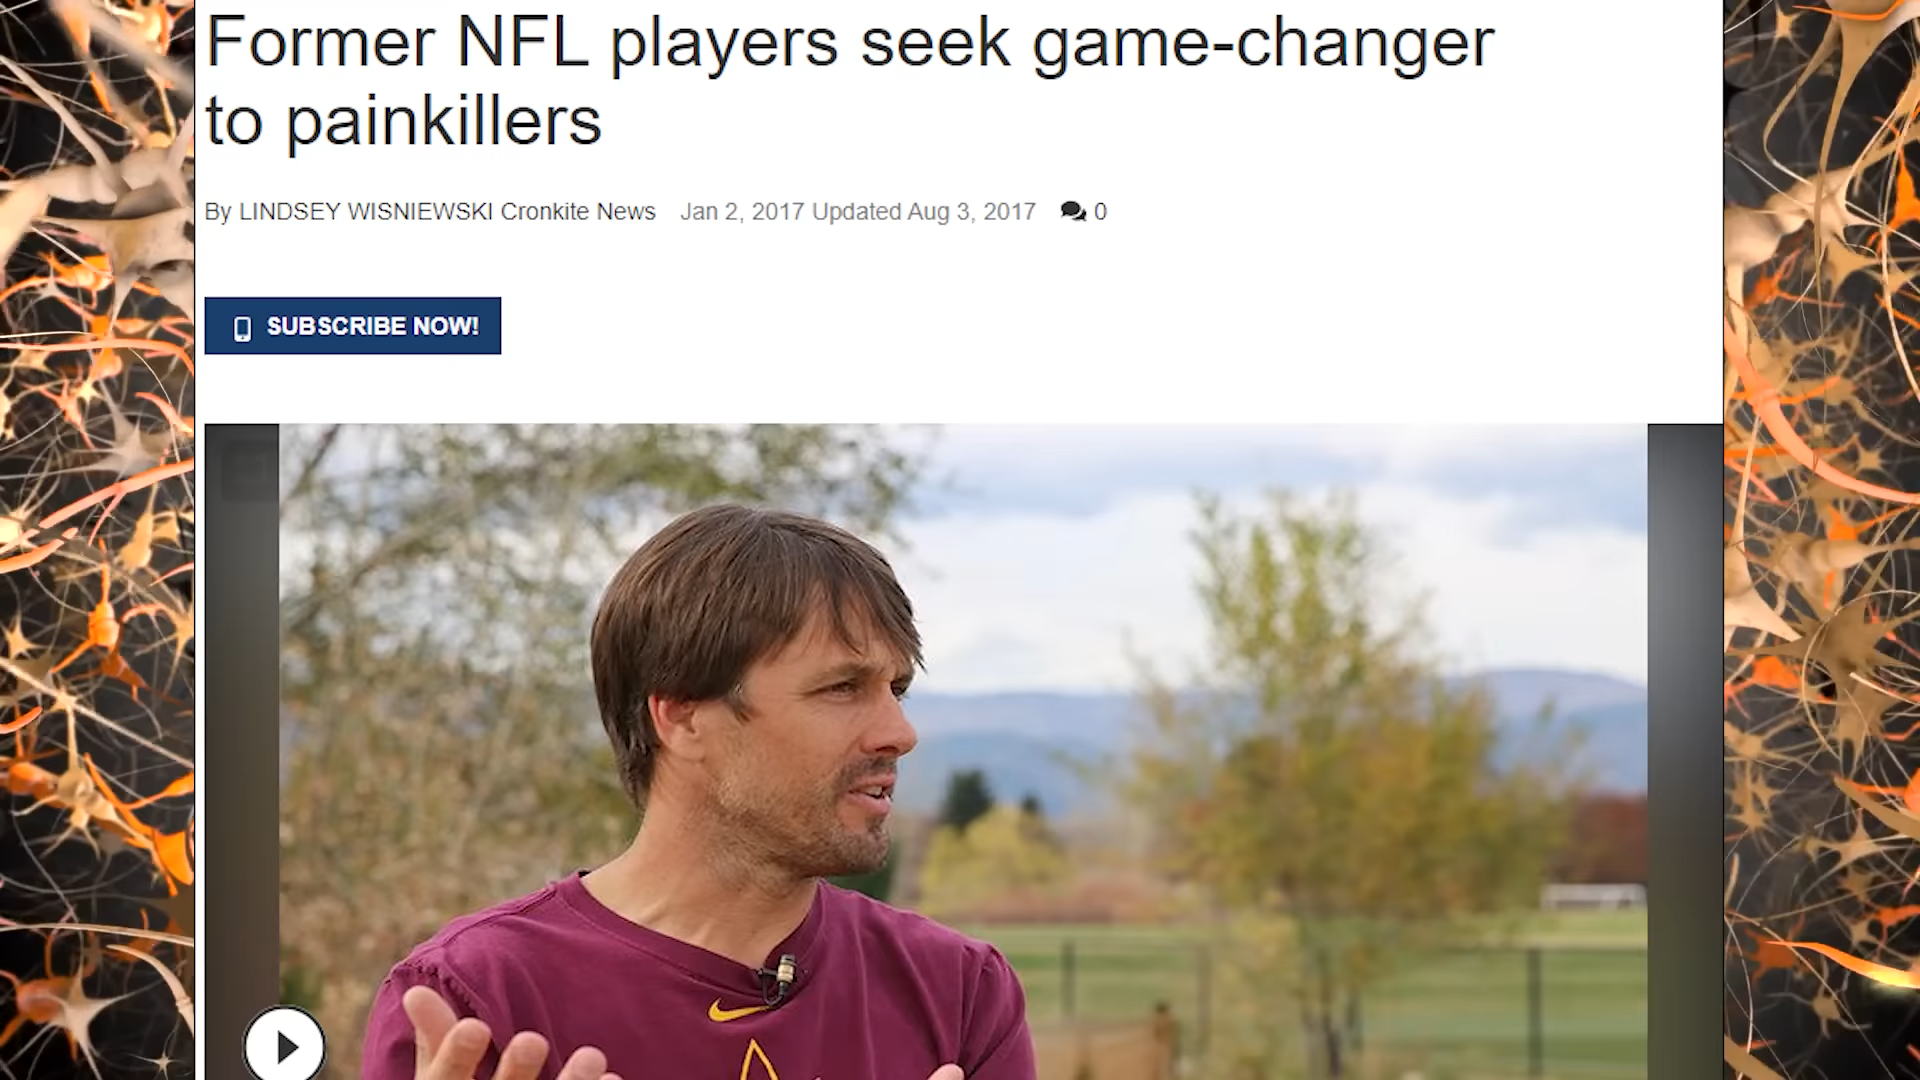 Former NFL players seek game-changer
to painkillers
By LINDSEY WISNIEWSKI Cronkite News Jan 2, 2017 Updated Aug 3, 2017 0
SUBSCRIBE NOW!